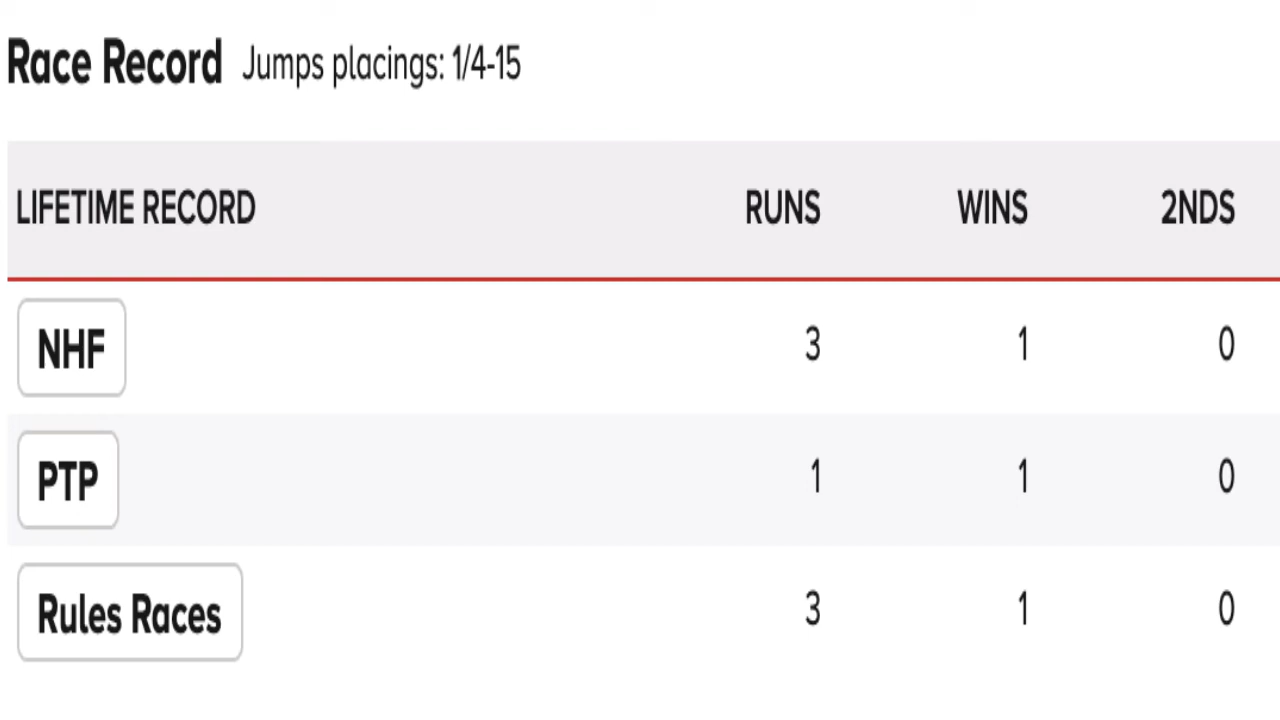 Race Record Jumps placings: 1/4-15
LIFETIME RECORD RUNS WINS 2NDS
NHF 3 1 0
PTP 1 1 0
Rules Races 3 1 0